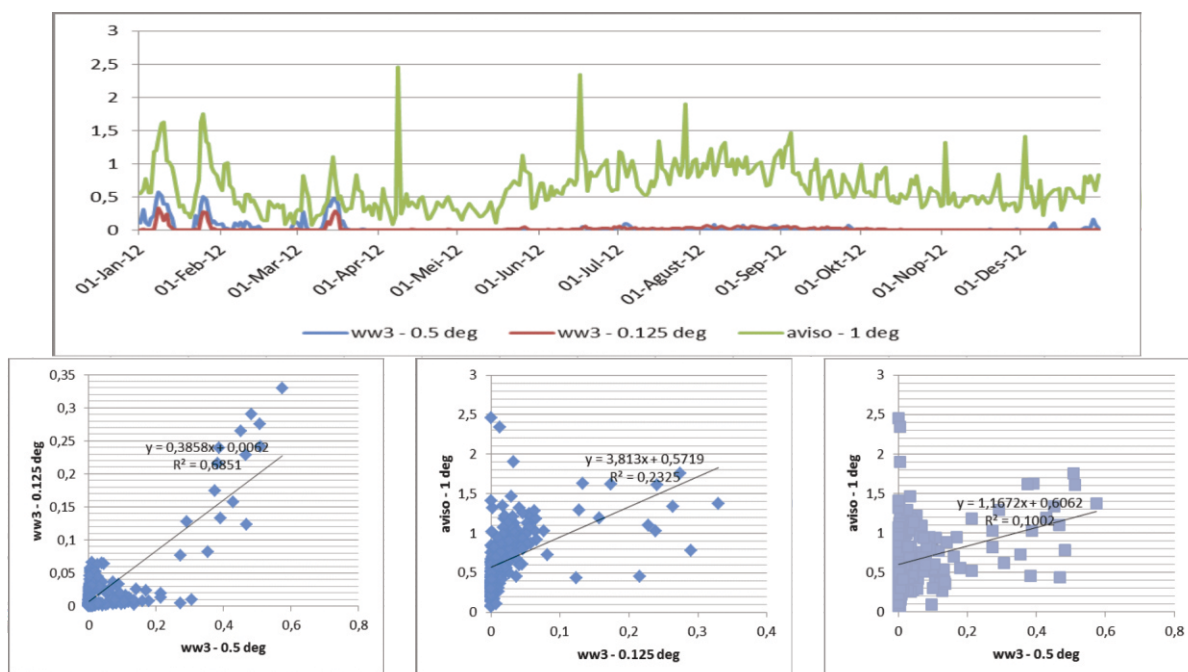 3
2,5
2
1,5
1
0,5
0
01-Jan-12
01-Feb-12
01-Mar-12
01-Apr-12
01-Mei-12
01-Jun-12
01-Jul-12
01-Agust-12
01-Sep-12
01-Okt-12
01-Nop-12
01-Des-12
ww3 - 0.5 deg
ww3 - 0.125 deg
aviso - 1 deg
0,35
0,3
0,25
0,2
0,15
0,1
0,05
0
ww3 - 0.125 deg
y = 0,3858x + 0,0062
R² = 0,6851
0
0,2
0,4
0,6
0,8
ww3 - 0.5 deg
3
2,5
2
1,5
1
0,5
0
aviso - 1 deg
y = 3,813x + 0,5719
R² = 0,2325
0
0,1
0,2
0,3
0,4
ww3 - 0.125 deg
3
2,5
2
1,5
1
0,5
0
aviso - 1 deg
y = 1,1672x + 0,6062
R² = 0,1002
0
0,2
0,4
0,6
0,8
ww3 - 0.5 deg